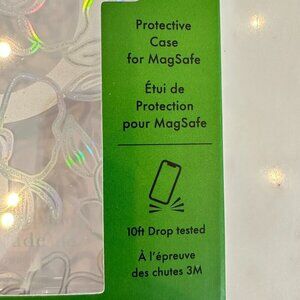 Protective
Case
for MagSafe
Étui de
Protection
pour MagSafe
10ft Drop tested
À l'épreuve
des chutes 3M